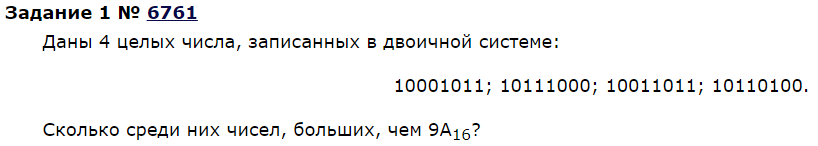 Задание 1 № 6761
Даны 4 целых числа, записанных в двоичной системе:
10001011; 10111000; 10011011; 10110100.
Сколько среди них чисел, больших, чем 9A₁₆?